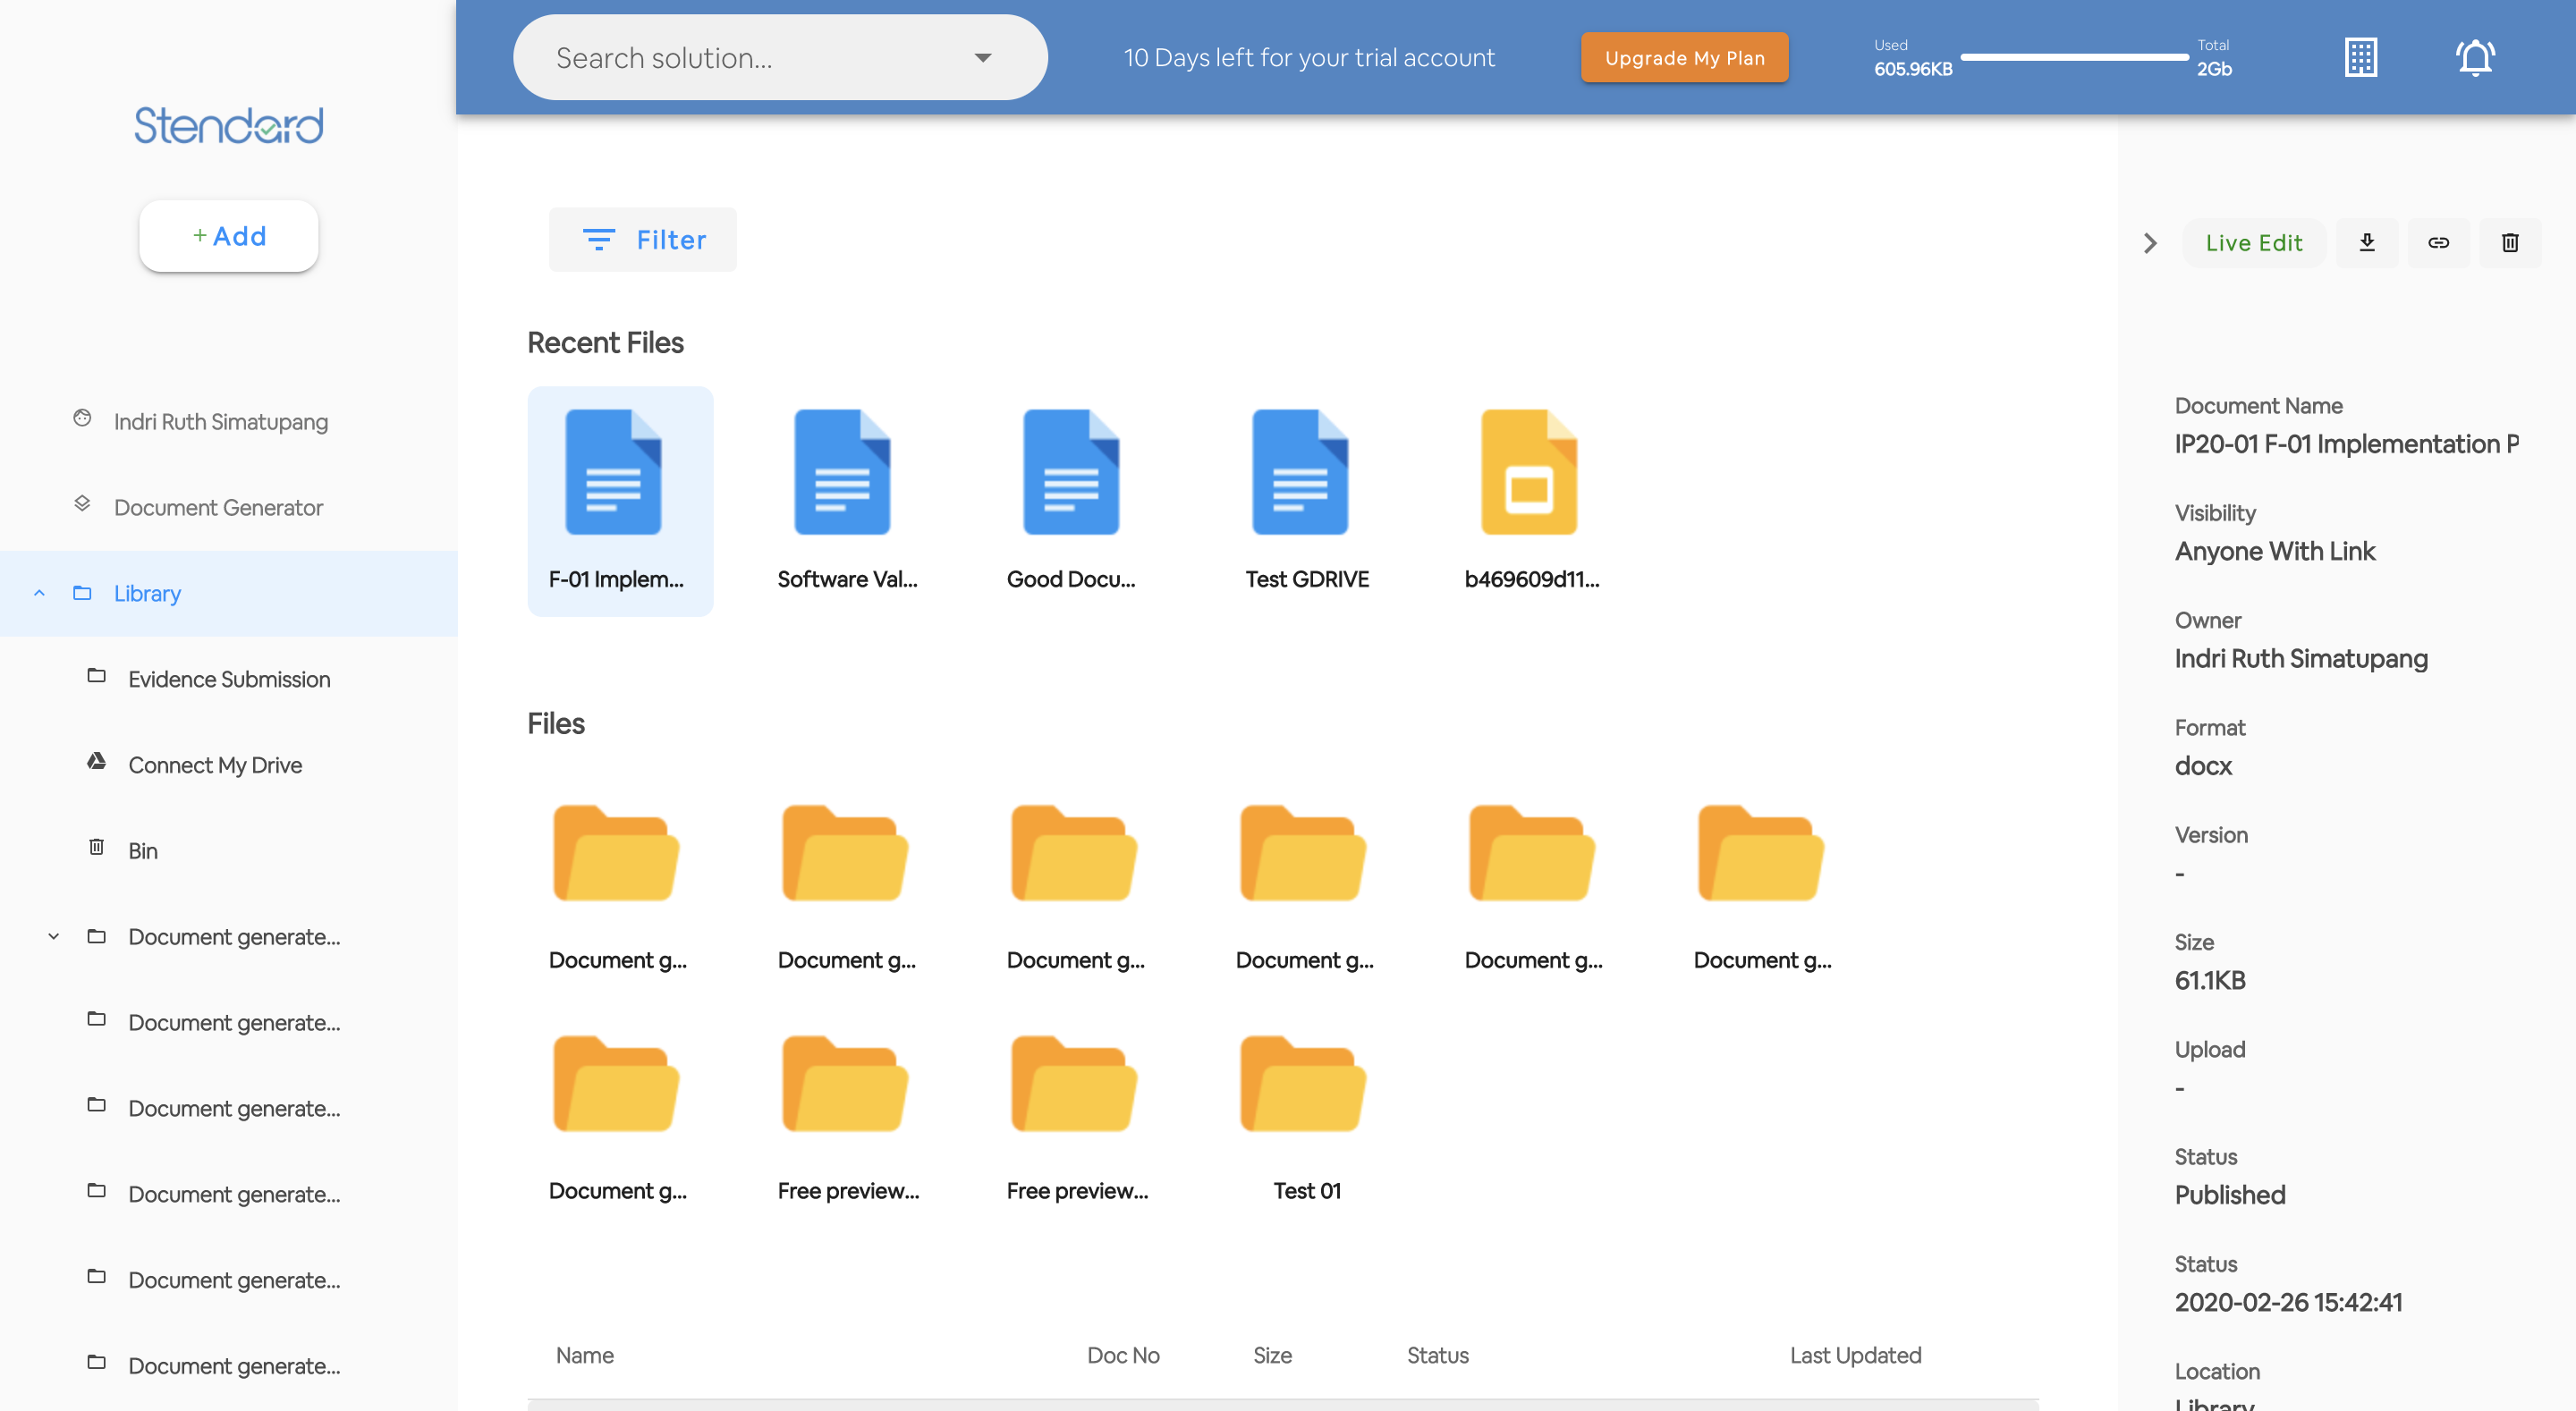 Stendard
+ Add
Indri Ruth Simatupang
Document Generator
Library
Evidence Submission
Connect My Drive
Bin
Document generate...
Document generate...
Document generate...
Document generate...
Document generate...
Document generate...
Search solution...
10 Days left for your trial account
Upgrade My Plan
Used
605.96KB
Total
2Gb
Filter
Recent Files
F-01 Implem...
Software Val...
Good Docu...
Test GDRIVE
b469609d11...
Files
Document g...
Document g...
Document g...
Document g...
Document g...
Document g...
Document g...
Free preview...
Free preview...
Test 01
Name
Doc No
Size
Status
Last Updated
Live Edit
Document Name
IP20-01 F-01 Implementation P
Visibility
Anyone With Link
Owner
Indri Ruth Simatupang
Format
docx
Version
-
Size
61.1KB
Upload
-
Status
Published
Status
2020-02-26 15:42:41
Location
Library